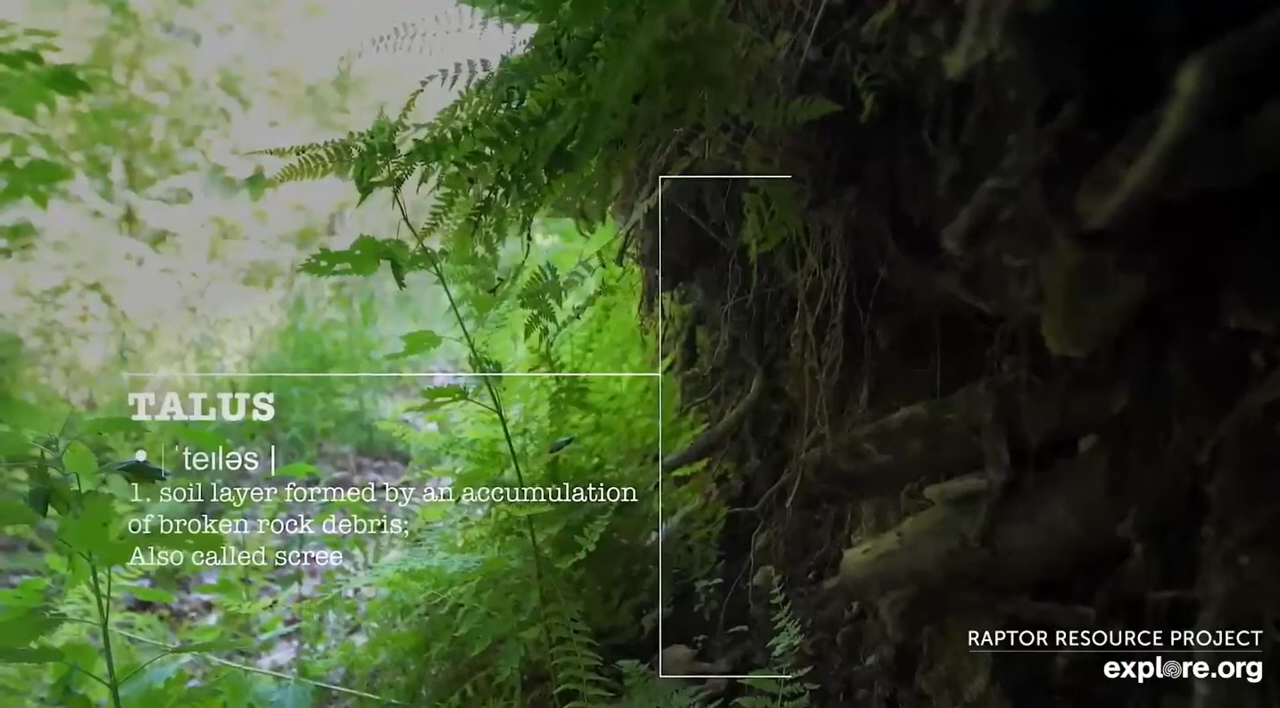 TALUS
• | ˈteɪləs |
1. soil layer formed by an accumulation
of broken rock debris;
Also called scree
RAPTOR RESOURCE PROJECT
explore.org